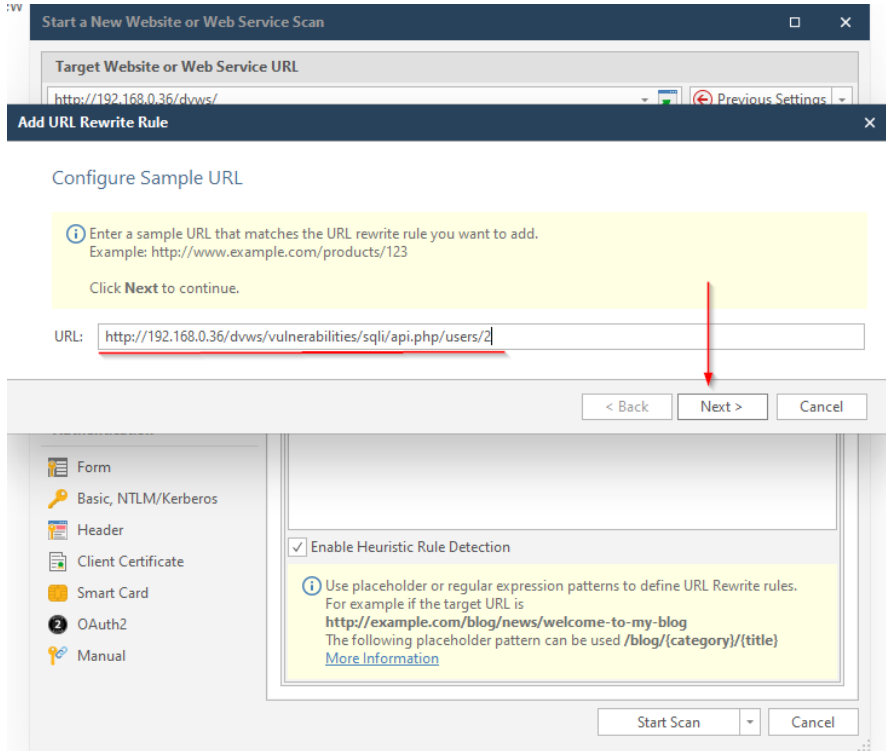 Start a New Website or Web Service Scan
Target Website or Web Service URL
http://192.168.0.36/dvws/
Previous Settings
Add URL Rewrite Rule
Configure Sample URL
Enter a sample URL that matches the URL rewrite rule you want to add.
Example: http://www.example.com/products/123
Click Next to continue.
URL: http://192.168.0.36/dvws/vulnerabilities/sqli/api.php/users/2
< Back Next > Cancel
Form
Basic, NTLM/Kerberos
Header
Client Certificate
Smart Card
2 OAuth2
Manual
Enable Heuristic Rule Detection
Use placeholder or regular expression patterns to define URL Rewrite rules.
For example if the target URL is
http://example.com/blog/news/welcome-to-my-blog
The following placeholder pattern can be used /blog/{category}/{title}
More Information
Start Scan Cancel